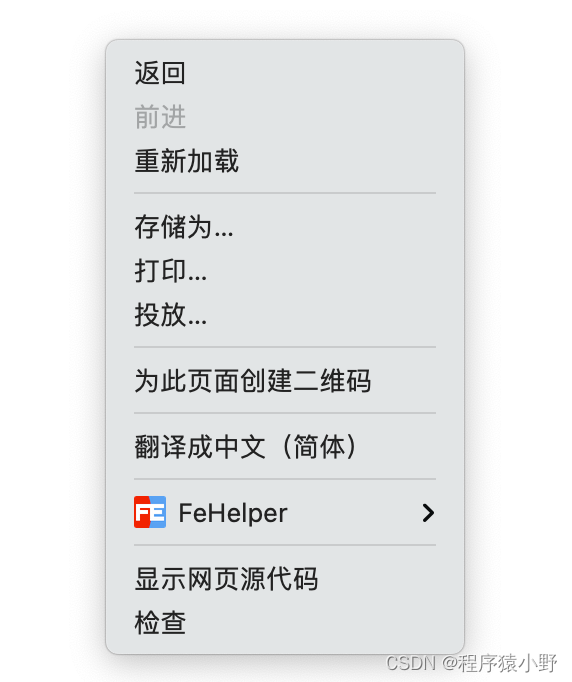 返回
前进
重新加载
存储为...
打印...
投放...
为此页面创建二维码
翻译成中文（简体）
FE FeHelper
显示网页源代码
检查
CSDN @程序猿小野